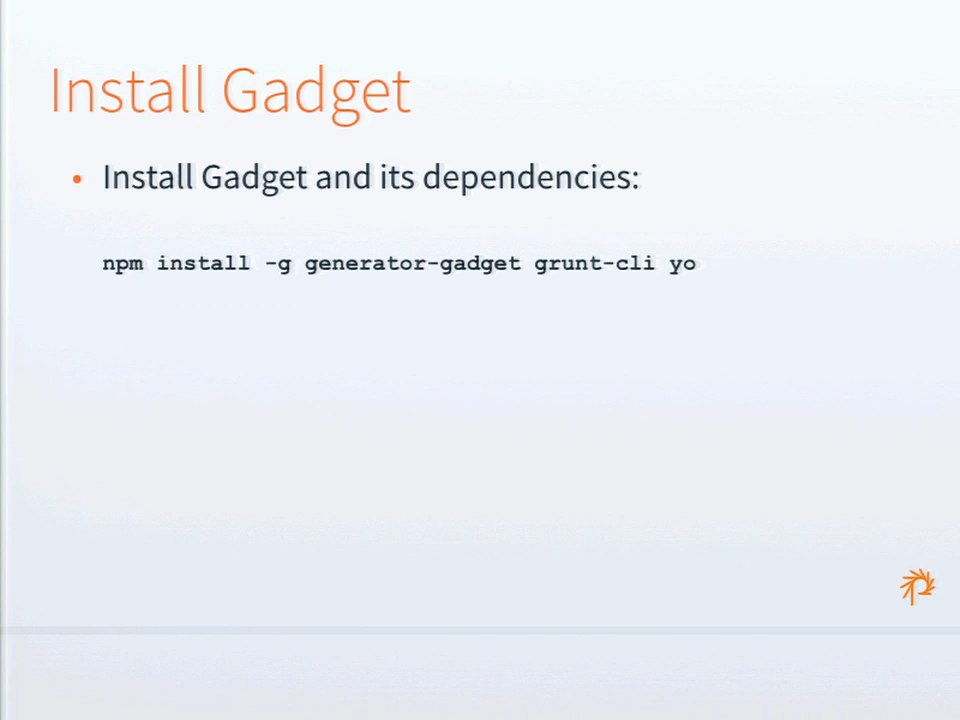 Install Gadget
• Install Gadget and its dependencies:
npm install -g generator-gadget grunt-cli yo